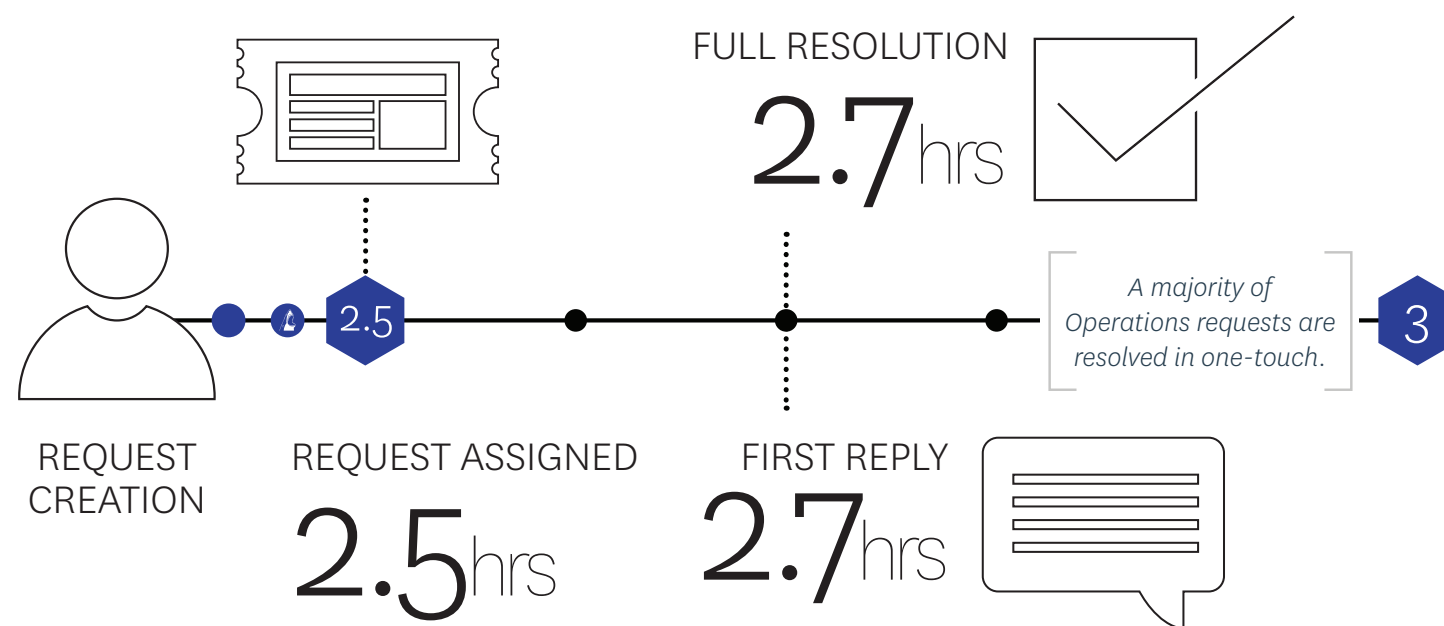 FULL RESOLUTION
2.7hrs
2.5
A majority of
Operations requests are
resolved in one-touch.
3
REQUEST
CREATION
REQUEST ASSIGNED
2.5hrs
FIRST REPLY
2.7hrs